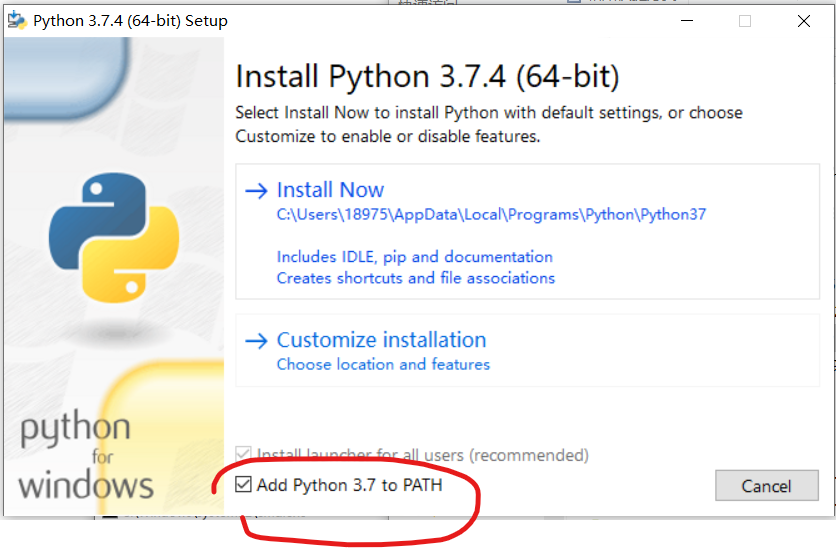 Python 3.7.4 (64-bit) Setup
Install Python 3.7.4 (64-bit)
Select Install Now to install Python with default settings, or choose
Customize to enable or disable features.
Install Now
C:\Users\18975\AppData\Local\Programs\Python\Python37
Includes IDLE, pip and documentation
Creates shortcuts and file associations
Customize installation
Choose location and features
python
for
windows
Install launcher for all users (recommended)
Add Python 3.7 to PATH
Cancel